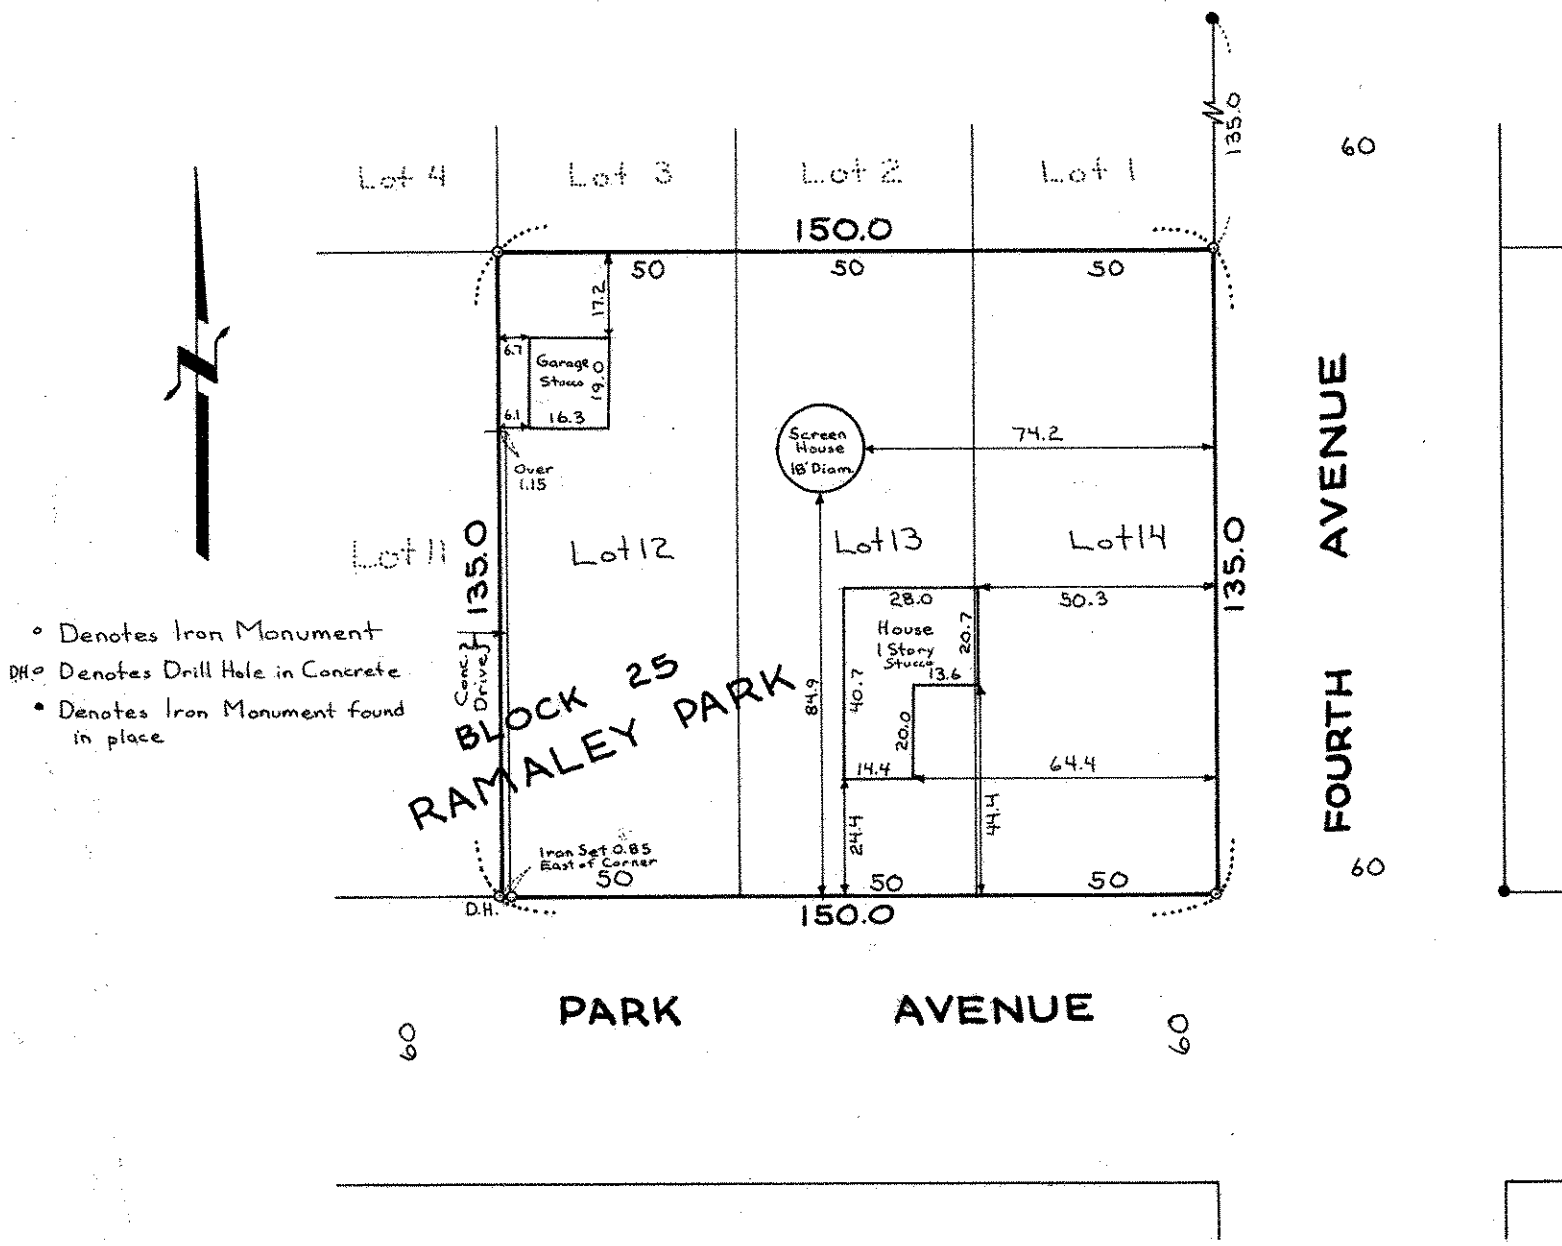 135.0
60
Lot 4
Lot 3
Lot 2
Lot 1
150.0
50
50
50
17.2
6.7
Garage
Stucco
19.0
6.1
16.3
Over
1.15
Screen
House
18' Diam.
74.2
AVENUE
135.0
Lot 11
Lot 12
Lot 13
Lot 14
135.0
28.0
50.3
House
1 Story
Stucco
20.7
13.6
40.7
20.0
14.4
64.4
84.9
24.4
44.4
○ Denotes Iron Monument
DH○ Denotes Drill Hole in Concrete
● Denotes Iron Monument found
in place
Conc.
Drive
BLOCK 25
RAMALEY PARK
FOURTH
Iron Set 0.85
East of Corner
50
50
50
60
D.H.
150.0
PARK AVENUE
60
60